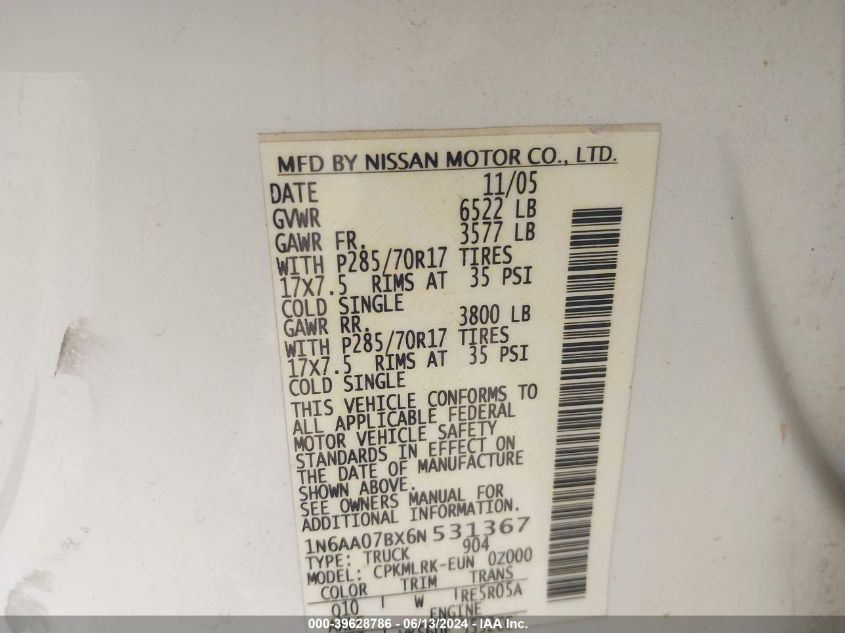 MFD BY NISSAN MOTOR CO., LTD.
DATE 11/05
GVWR 6522 LB
GAWR FR. 3577 LB
WITH P285/70R17 TIRES
17X7.5 RIMS AT 35 PSI
COLD SINGLE
GAWR RR. 3800 LB
WITH P285/70R17 TIRES
17X7.5 RIMS AT 35 PSI
COLD SINGLE
THIS VEHICLE CONFORMS TO
ALL APPLICABLE FEDERAL
MOTOR VEHICLE SAFETY
STANDARDS IN EFFECT ON
THE DATE OF MANUFACTURE
SHOWN ABOVE.
SEE OWNERS MANUAL FOR
ADDITIONAL INFORMATION.
1N6AA07BX6N 531367
TYPE: TRUCK 904
MODEL: CPKMLRK-EUN 0Z000
COLOR TRIM TRANS
Q10 W RE5R05A
ENGINE
000-39628786 - 06/13/2024 - IAA Inc.